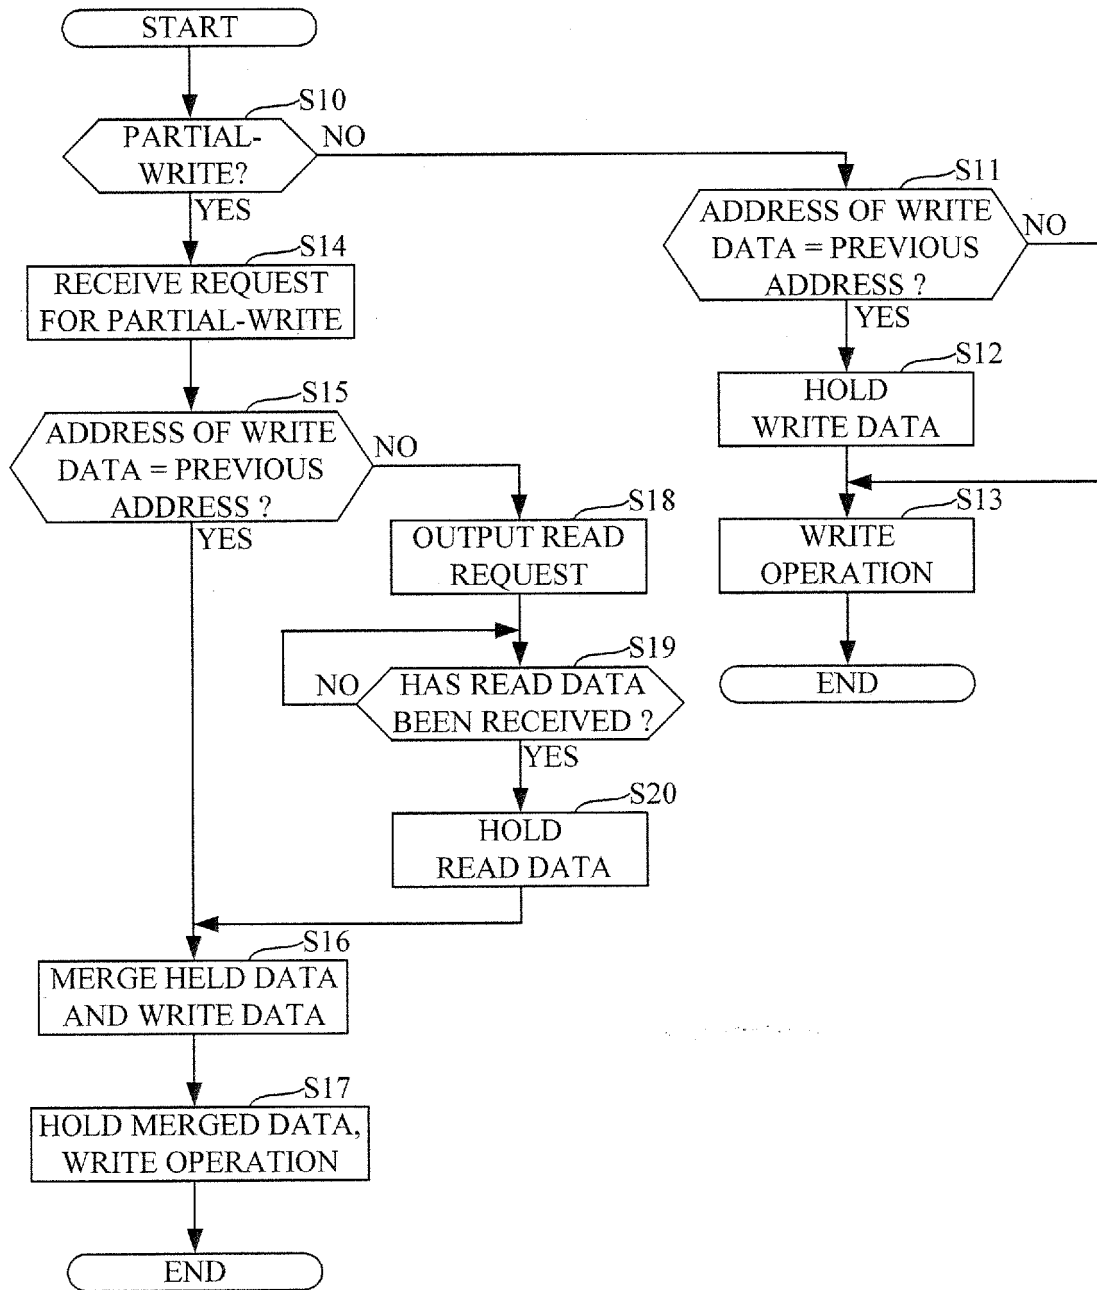 START
S10
PARTIAL-
WRITE?
NO
YES
S11
ADDRESS OF WRITE
DATA = PREVIOUS
ADDRESS ?
NO
YES
S14
RECEIVE REQUEST
FOR PARTIAL-WRITE
S12
HOLD
WRITE DATA
S15
ADDRESS OF WRITE
DATA = PREVIOUS
ADDRESS ?
NO
YES
S18
OUTPUT READ
REQUEST
S13
WRITE
OPERATION
END
S19
HAS READ DATA
BEEN RECEIVED ?
NO
YES
S20
HOLD
READ DATA
S16
MERGE HELD DATA
AND WRITE DATA
S17
HOLD MERGED DATA,
WRITE OPERATION
END